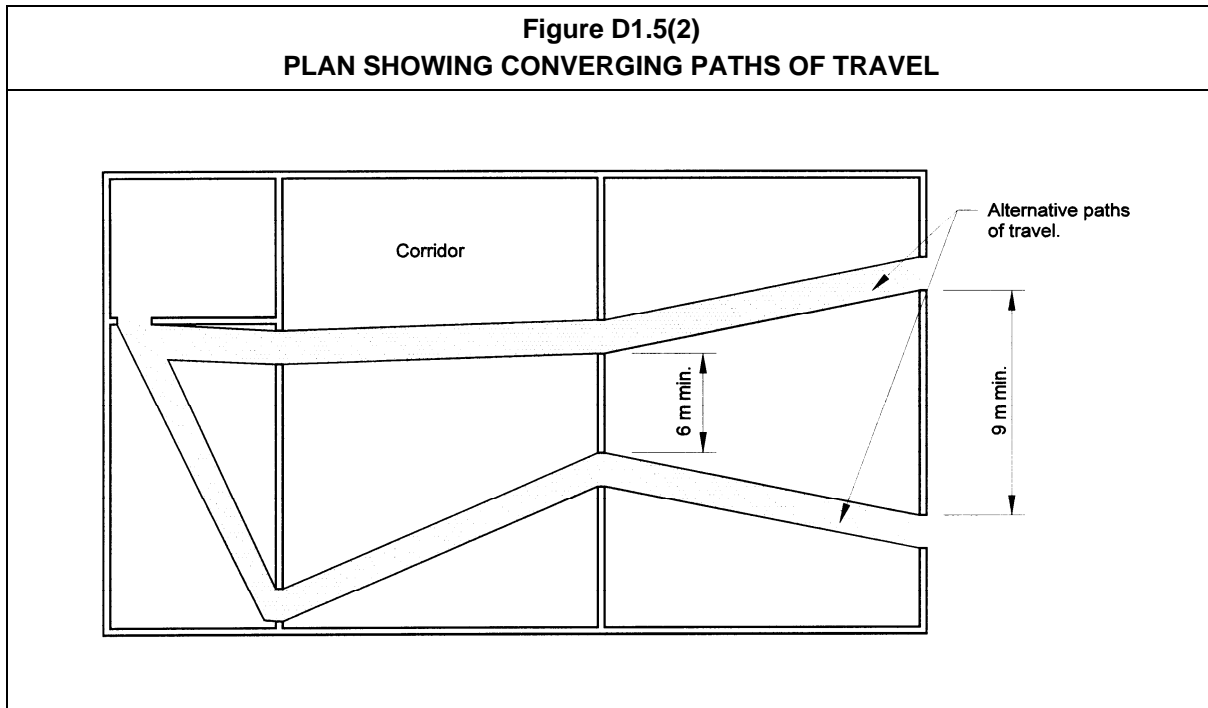 Figure D1.5(2)
PLAN SHOWING CONVERGING PATHS OF TRAVEL
Corridor
Alternative paths
of travel.
6 m min.
9 m min.